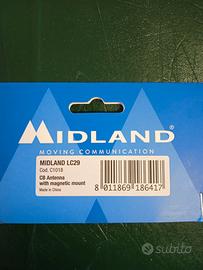 MIDLAND
MOVING COMMUNICATION
MIDLAND LC29
Cod. C1018
CB Antenna
with magnetic mount
Made in China
8 011869 186417
subito